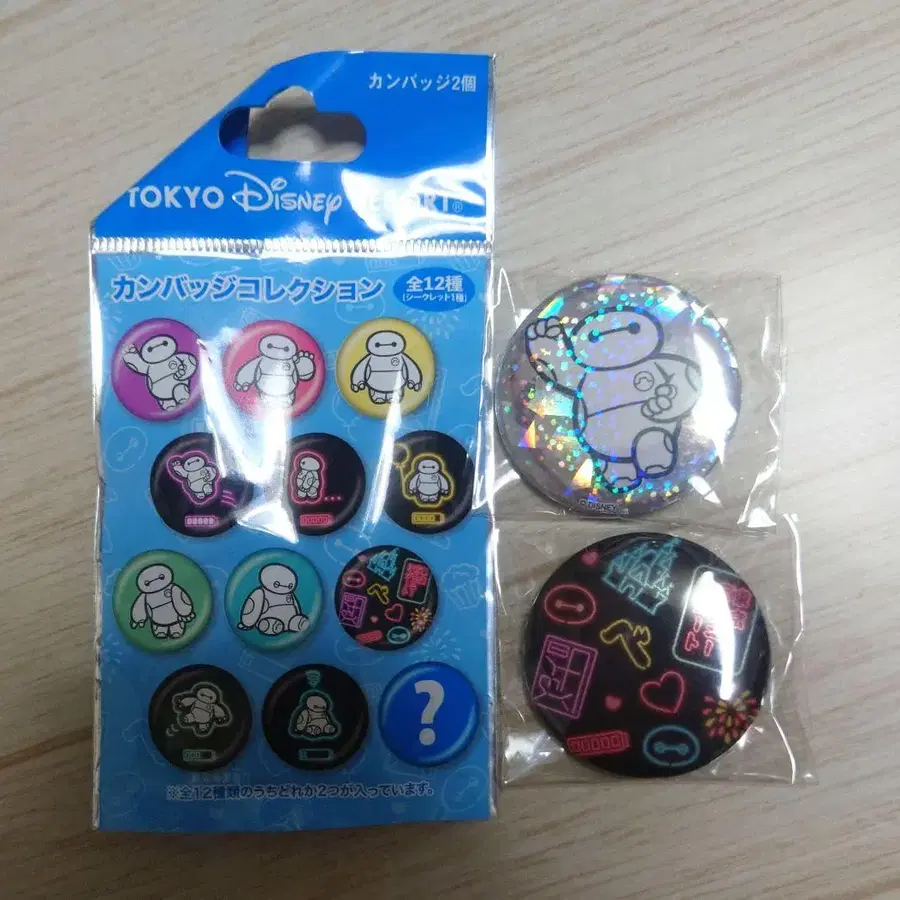 カンバッジ2個
TOKYO Disney RESORT®
カンバッジコレクション
全12種
(シークレット1種)
?
※全12種類のうちどれか2つが入っています。
© DISNEY
べ